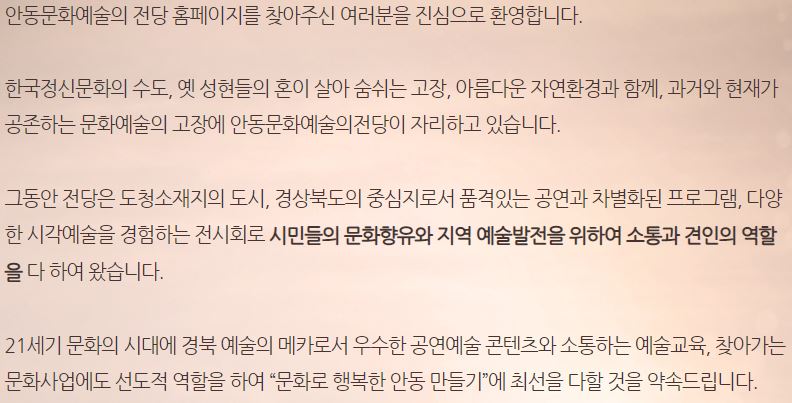 안동문화예술의 전당 홈페이지를 찾아주신 여러분을 진심으로 환영합니다.
한국정신문화의 수도, 옛 성현들의 혼이 살아 숨쉬는 고장, 아름다운 자연환경과 함께, 과거와 현재가
공존하는 문화예술의 고장에 안동문화예술의전당이 자리하고 있습니다.
그동안 전당은 도청소재지의 도시, 경상북도의 중심지로서 품격있는 공연과 차별화된 프로그램, 다양
한 시각예술을 경험하는 전시회로 시민들의 문화향유와 지역 예술발전을 위하여 소통과 견인의 역할
을 다 하여 왔습니다.
21세기 문화의 시대에 경북 예술의 메카로서 우수한 공연예술 콘텐츠와 소통하는 예술교육, 찾아가는
문화사업에도 선도적 역할을 하여 “문화로 행복한 안동 만들기”에 최선을 다할 것을 약속드립니다.